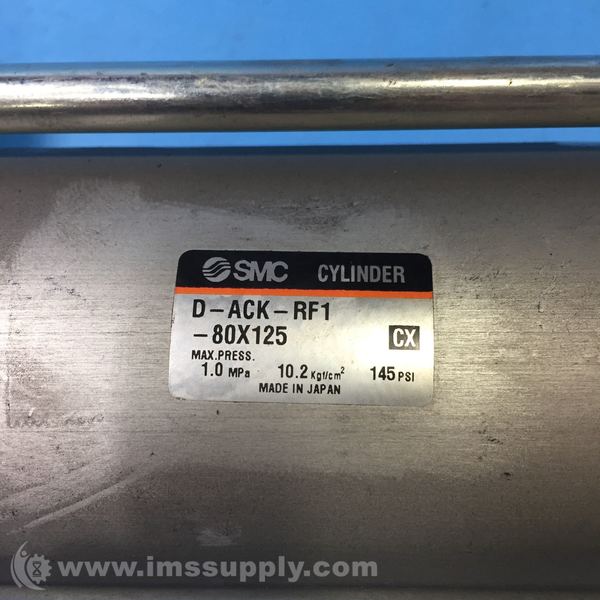 SMC CYLINDER
D-ACK-RF1
-80X125 CX
MAX.PRESS.
1.0 MPa 10.2 Kgf/cm² 145 PSI
MADE IN JAPAN
www.imssupply.com